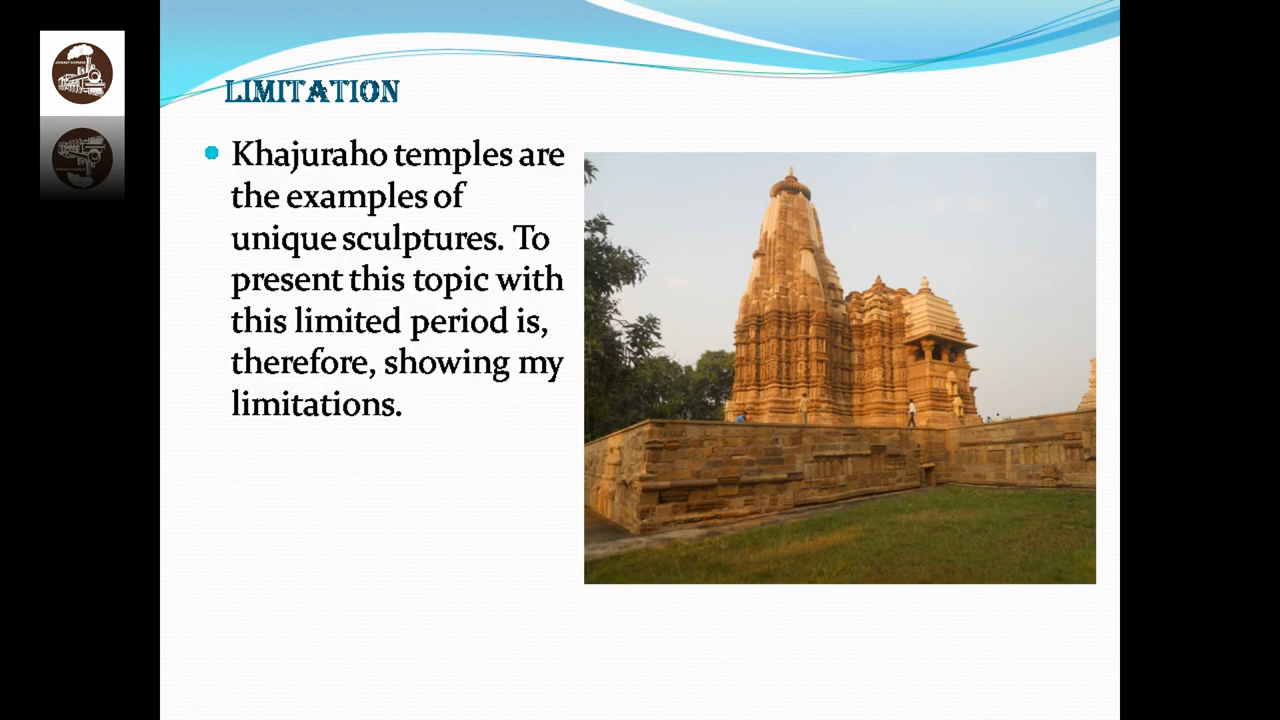 LIMITATION
Khajuraho temples are
the examples of
unique sculptures. To
present this topic with
this limited period is,
therefore, showing my
limitations.